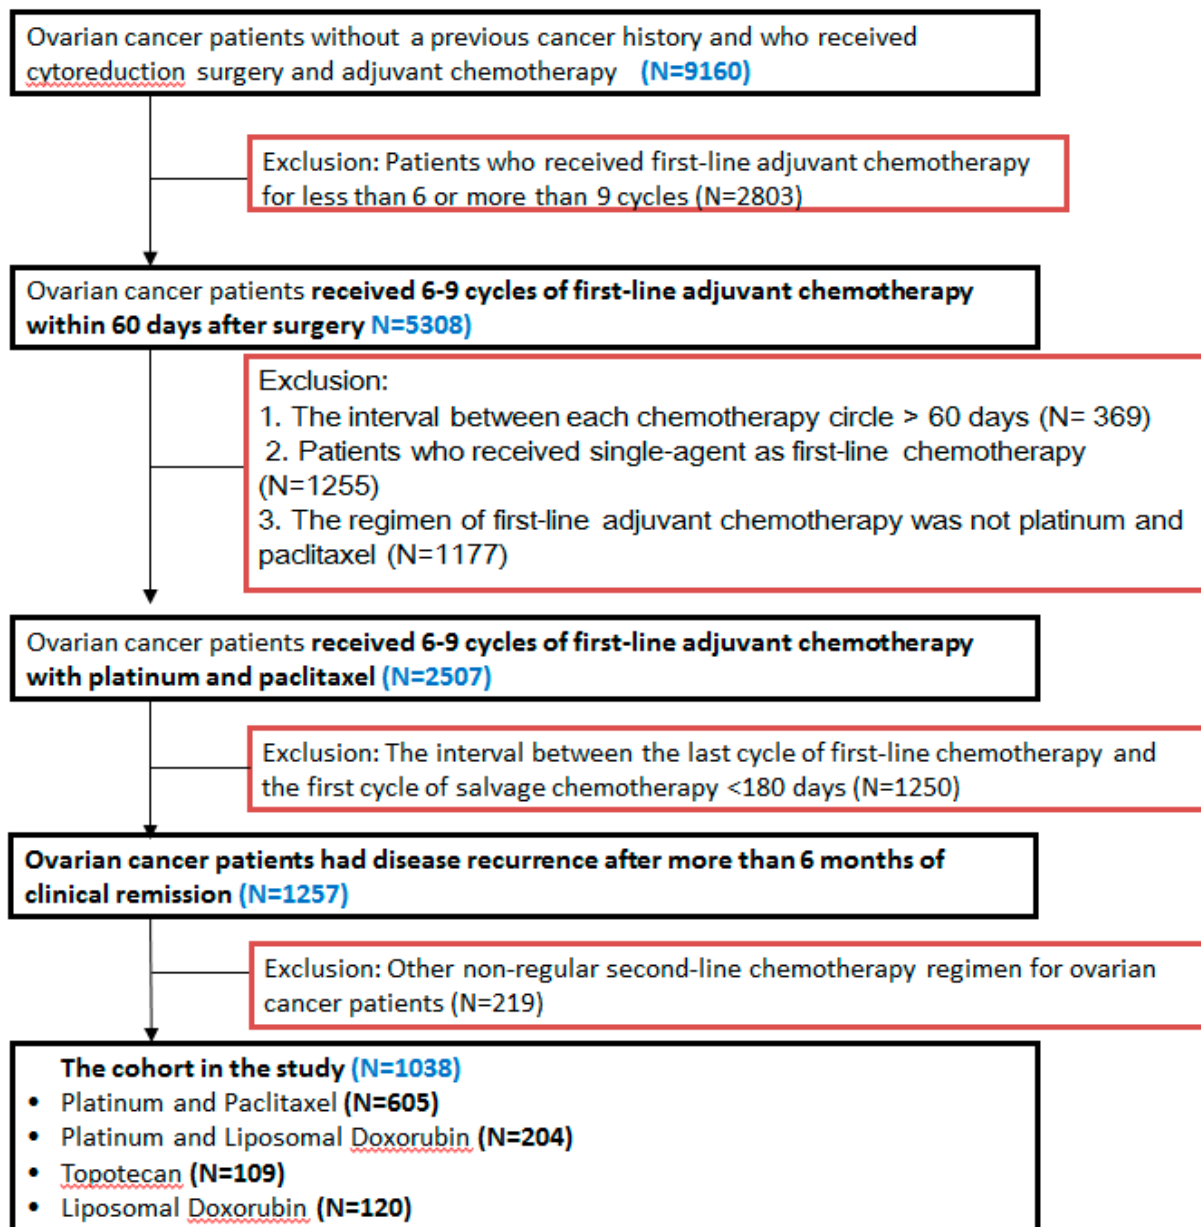 Ovarian cancer patients without a previous cancer history and who received
cytoreduction surgery and adjuvant chemotherapy (N=9160)
Exclusion: Patients who received first-line adjuvant chemotherapy
for less than 6 or more than 9 cycles (N=2803)
Ovarian cancer patients received 6-9 cycles of first-line adjuvant chemotherapy
within 60 days after surgery N=5308)
Exclusion:
1. The interval between each chemotherapy circle > 60 days (N= 369)
2. Patients who received single-agent as first-line chemotherapy
(N=1255)
3. The regimen of first-line adjuvant chemotherapy was not platinum and
paclitaxel (N=1177)
Ovarian cancer patients received 6-9 cycles of first-line adjuvant chemotherapy
with platinum and paclitaxel (N=2507)
Exclusion: The interval between the last cycle of first-line chemotherapy and
the first cycle of salvage chemotherapy <180 days (N=1250)
Ovarian cancer patients had disease recurrence after more than 6 months of
clinical remission (N=1257)
Exclusion: Other non-regular second-line chemotherapy regimen for ovarian
cancer patients (N=219)
The cohort in the study (N=1038)
• Platinum and Paclitaxel (N=605)
• Platinum and Liposomal Doxorubin (N=204)
• Topotecan (N=109)
• Liposomal Doxorubin (N=120)